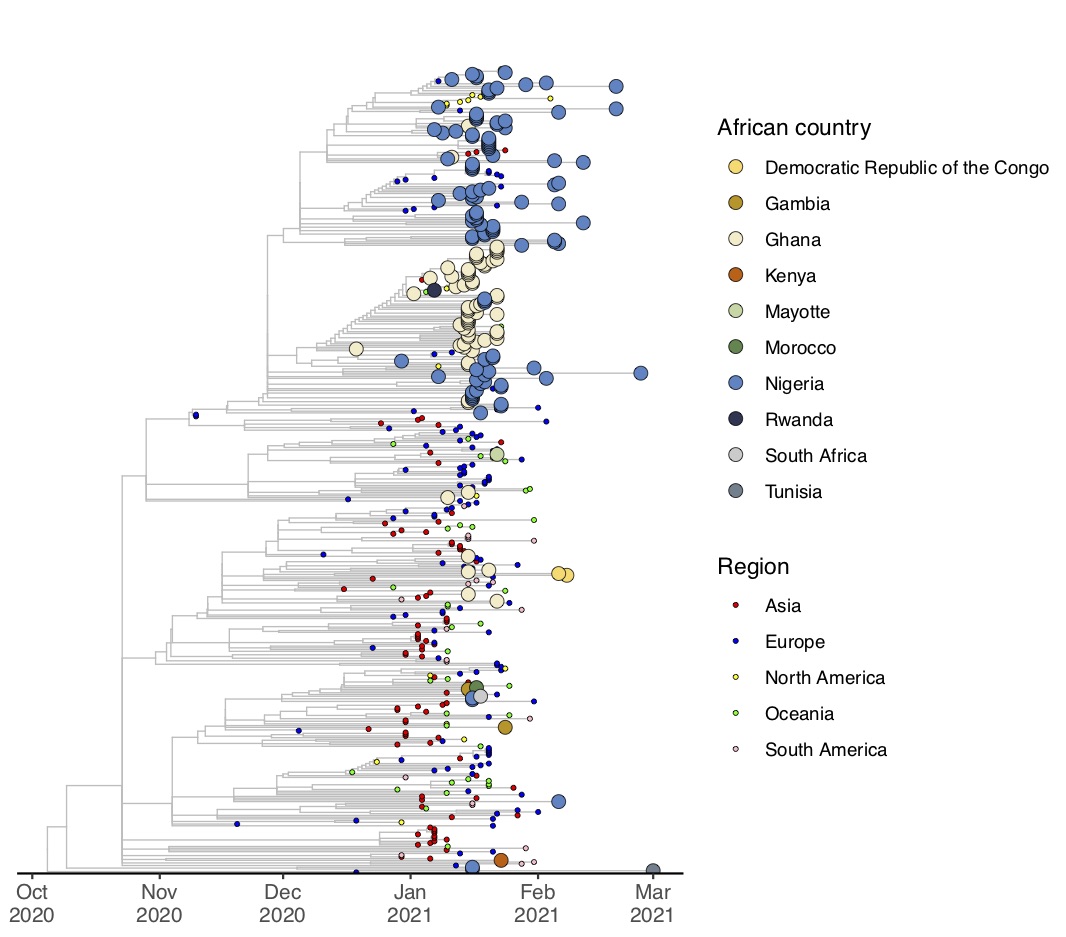 African country
Democratic Republic of the Congo
Gambia
Ghana
Kenya
Mayotte
Morocco
Nigeria
Rwanda
South Africa
Tunisia
Region
Asia
Europe
North America
Oceania
South America
Oct Nov Dec Jan Feb Mar
2020 2020 2020 2021 2021 2021